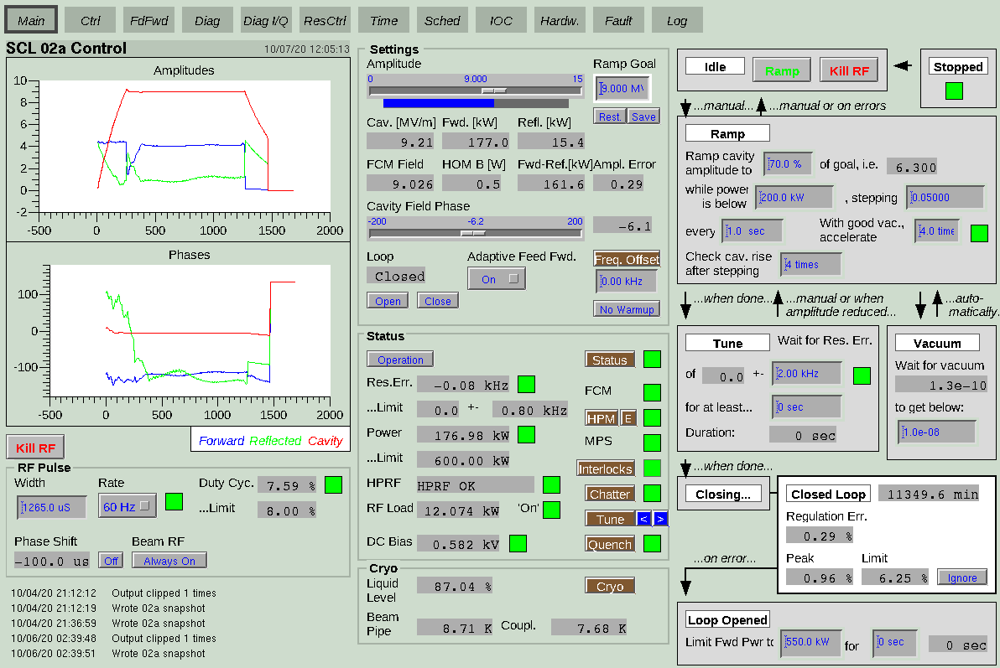 Main Ctrl FdFwd Diag Diag I/Q ResCtrl Time Sched IOC Hardw. Fault Log
SCL 02a Control 10/07/20 12:05:13
Amplitudes
10
8
6
4
2
0
-2
-500 0 500 1000 1500 2000
Phases
100
0
-100
-500 0 500 1000 1500 2000
Kill RF
Forward Reflected Cavity
RF Pulse
Width Rate Duty Cyc. 7.59 %
1265.0 uS 60 Hz ...Limit 8.00 %
Phase Shift Beam RF
-100.0 us Off Always On
10/04/20 21:12:12 Output clipped 1 times
10/04/20 21:12:19 Wrote 02a snapshot
10/04/20 21:36:59 Wrote 02a snapshot
10/06/20 02:39:48 Output clipped 1 times
10/06/20 02:39:51 Wrote 02a snapshot
Settings
Amplitude Ramp Goal
0 9.000 15
9.000 M\
Rest. Save
Cav. [MV/m] Fwd. [kW] Refl. [kW]
9.21 177.0 15.4
FCM Field HOM B [W] Fwd-Ref.[kW] Ampl. Error
9.026 0.5 161.6 0.29
Cavity Field Phase
-200 -6.2 200 -6.1
Loop Adaptive Feed Fwd. Freq. Offset
Closed On 0.00 kHz
Open Close No Warmup
Status
Operation Status
Res.Err. -0.08 kHz FCM
...Limit 0.0 +- 0.80 kHz HPM E
Power 176.98 kW MPS
...Limit 600.00 kW Interlocks
HPRF HPRF OK Chatter
RF Load 12.074 kW 'On' Tune < >
DC Bias 0.582 kV Quench
Cryo
Liquid
Level 87.04 % Cryo
Beam
Pipe 8.71 K Coupl. 7.68 K
Idle Ramp Kill RF Stopped
...manual... ...manual or on errors
Ramp
Ramp cavity
amplitude to 70.0 % of goal, i.e. 6.300
while power
is below 200.0 kW , stepping 0.05000
every 1.0 sec With good vac.,
accelerate 4.0 time
Check cav. rise
after stepping 4 times
...when done... ...manual or when
amplitude reduced...
...auto-
matically.
Tune Wait for Res. Err.
of 0.0 +- 2.00 kHz
for at least... 0 sec
Duration: 0 sec
Vacuum
Wait for vacuum
1.3e-10
to get below:
1.0e-08
...when done...
Closing...
Closed Loop 11349.6 min
Regulation Err.
0.29 %
Peak Limit
0.96 % 6.25 % Ignore
...on error...
Loop Opened
Limit Fwd Pwr to 550.0 kW for 0 sec 0 sec